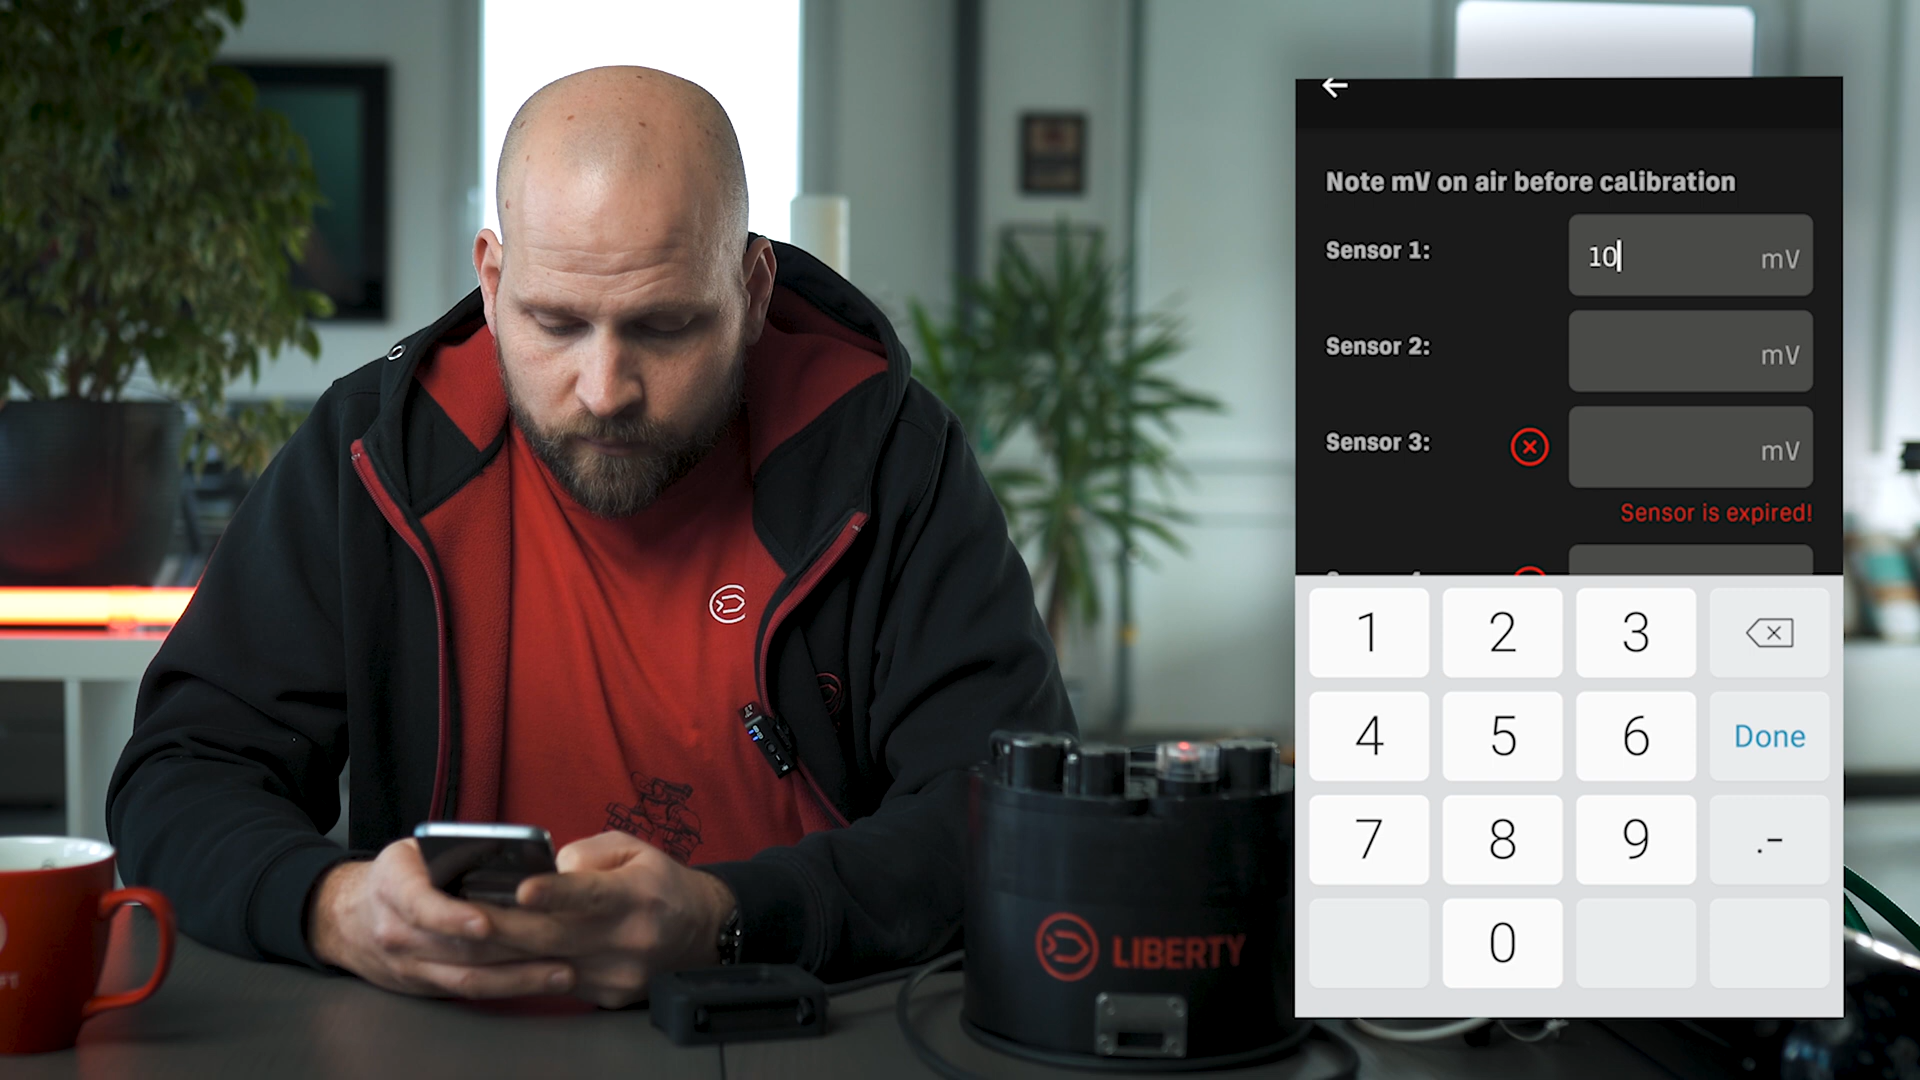 Note mV on air before calibration
Sensor 1:
10
mV
Sensor 2:
mV
Sensor 3:
mV
Sensor is expired!
1
2
3
4
5
6
Done
7
8
9
.-
0
LIBERTY